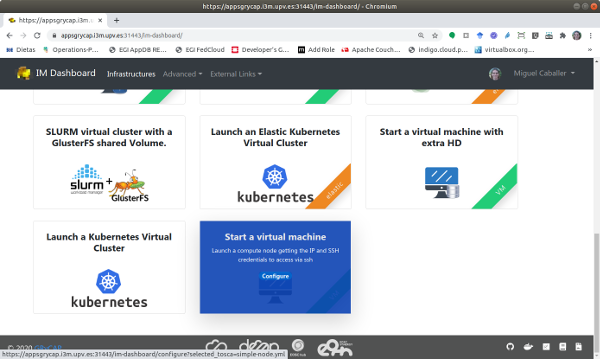 https://appsgrycap.i3m.upv.es:31443/im-dashboard/ - Chromium
https://appsgrycap.i3m.upv.es
appsgrycap.i3m.upv.es:31443/im-dashboard/
Dietas
Operations-P...
EGI AppDB RE...
EGI FedCloud
Developer's G...
Add Role
Apache Couch...
indigo.cloud.p...
virtualbox.org...
IM Dashboard
Infrastructures
Advanced
External Links
Miguel Caballer
SLURM virtual cluster with a
GlusterFS shared Volume.
slurm
workload manager
+
GlusterFS
Launch an Elastic Kubernetes
Virtual Cluster
kubernetes
elastic
Start a virtual machine with
extra HD
VM
Launch a Kubernetes Virtual
Cluster
kubernetes
Start a virtual machine
Launch a compute node getting the IP and SSH
credentials to access via ssh
Configure
© 2020 GRyCAP
https://appsgrycap.i3m.upv.es:31443/im-dashboard/configure?selected_tosca=simple-node.yml